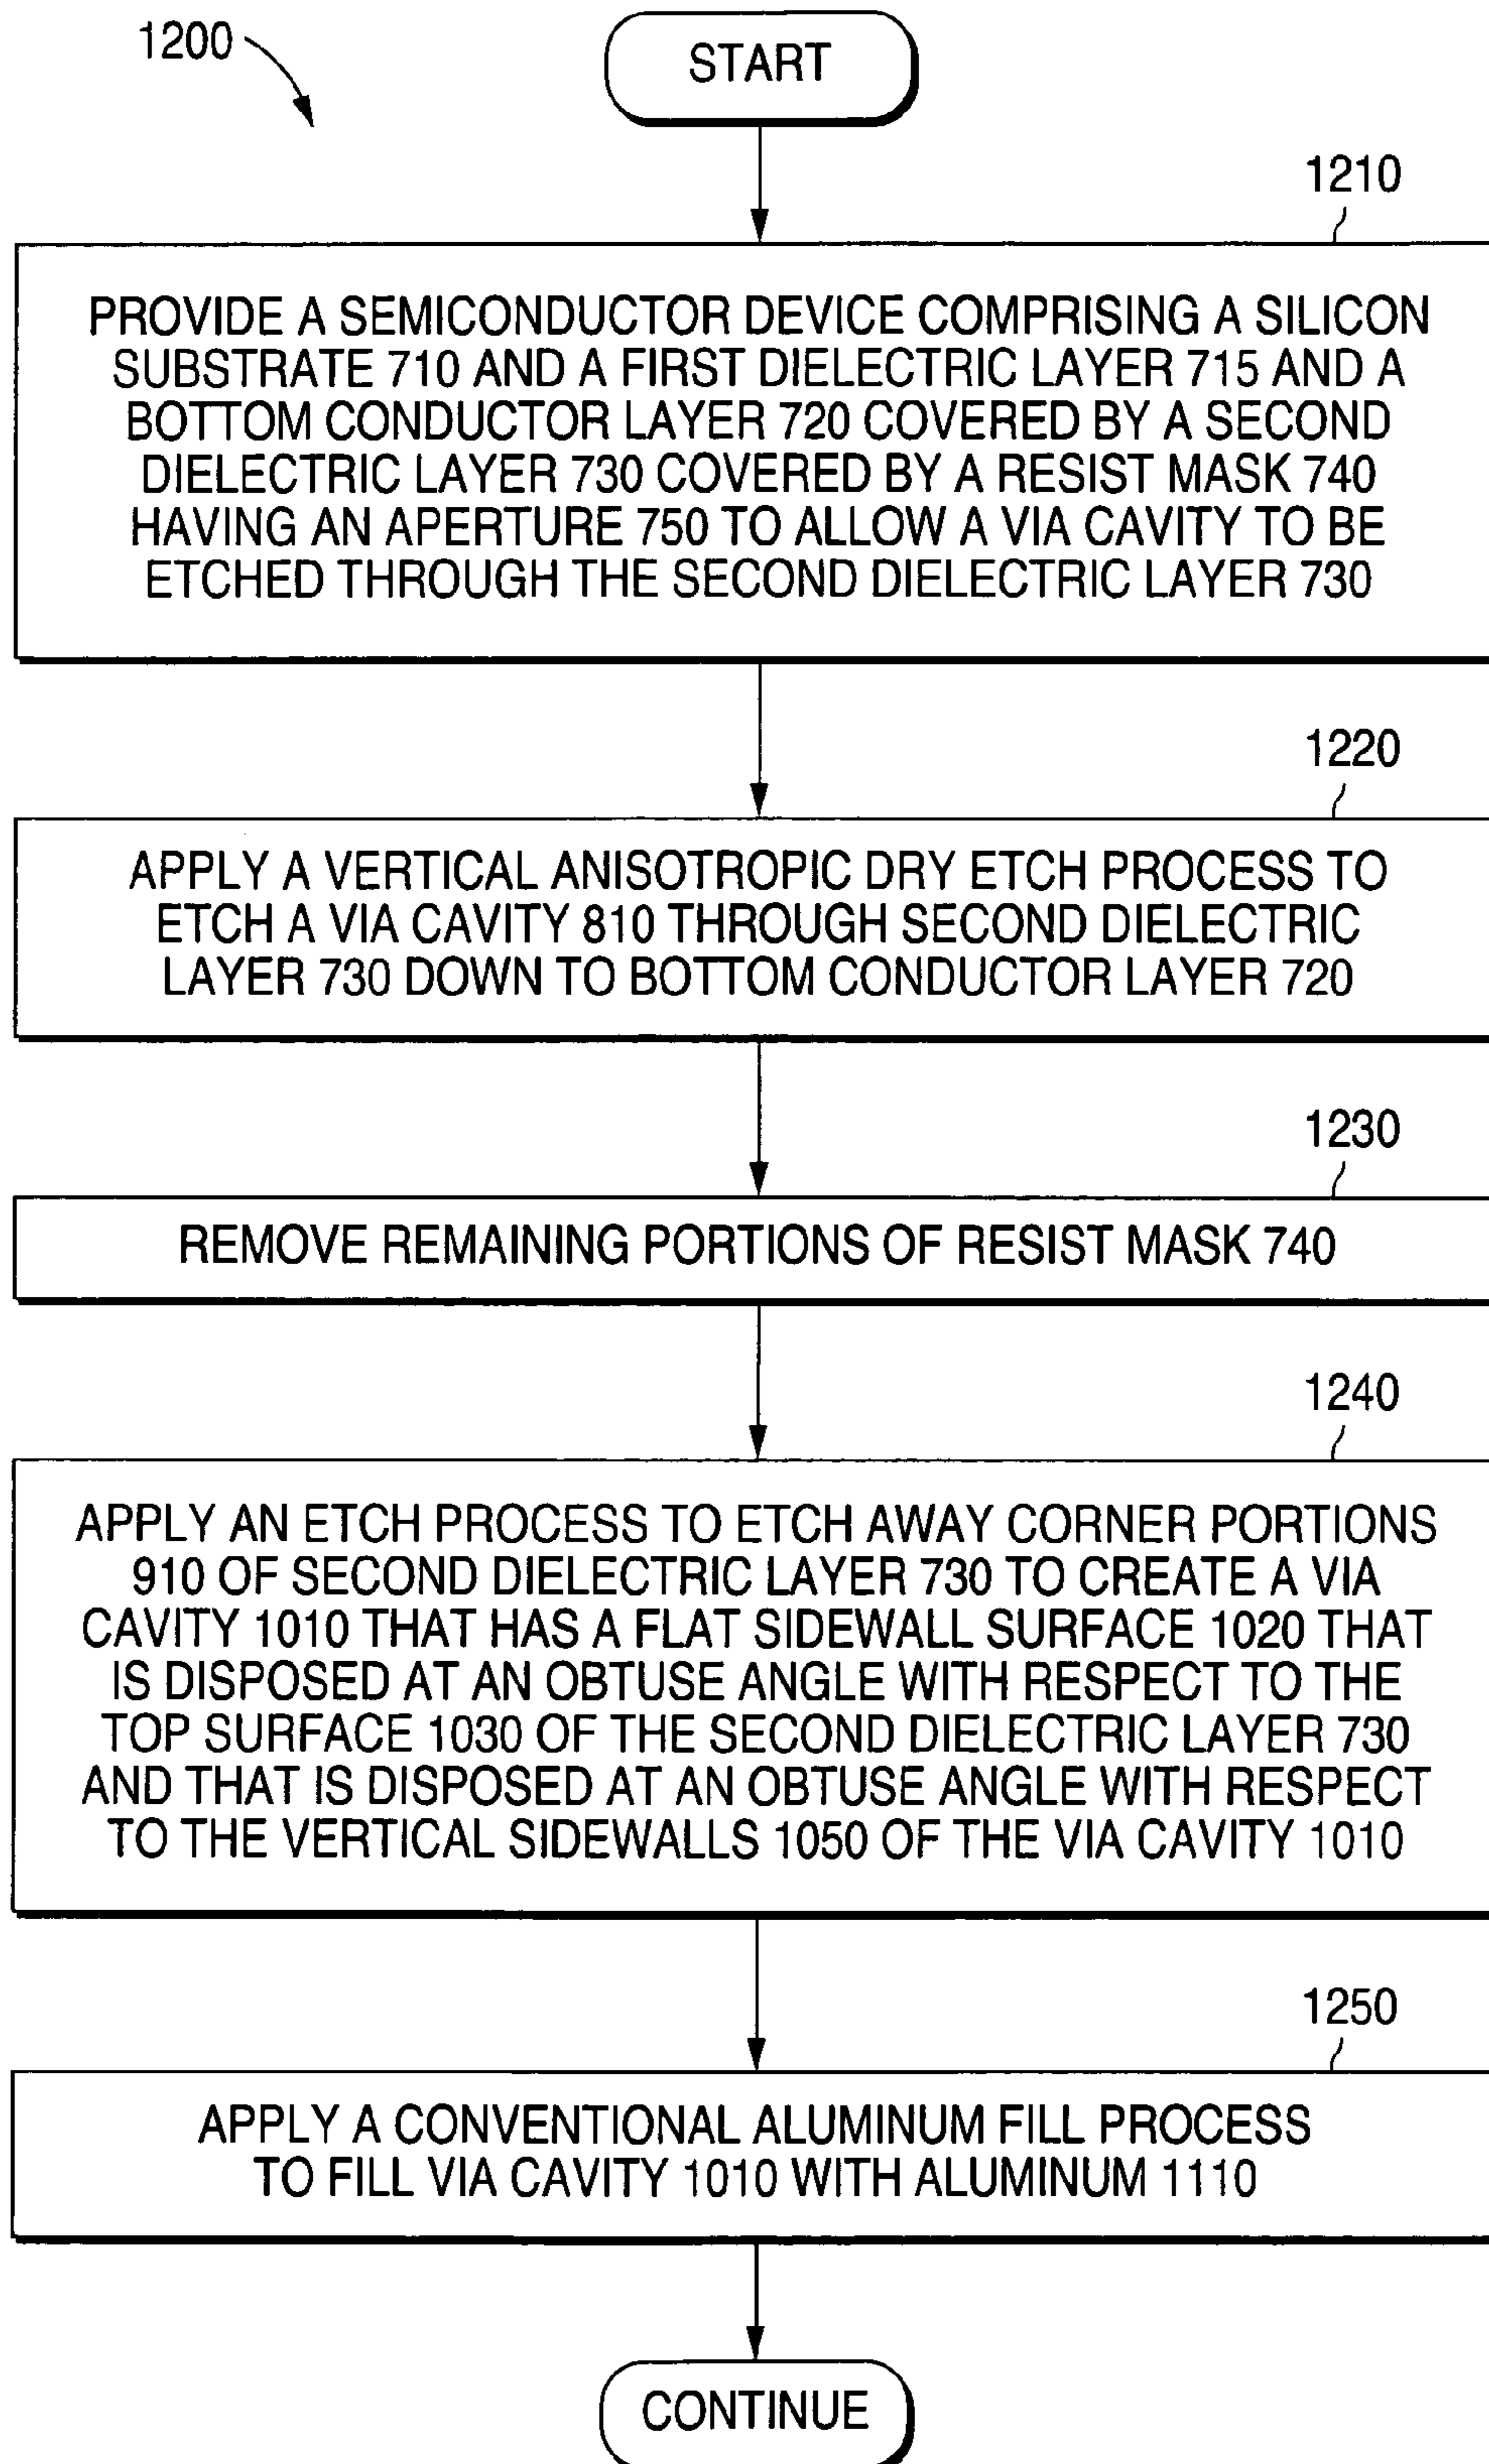 1200
START
1210
PROVIDE A SEMICONDUCTOR DEVICE COMPRISING A SILICON
SUBSTRATE 710 AND A FIRST DIELECTRIC LAYER 715 AND A
BOTTOM CONDUCTOR LAYER 720 COVERED BY A SECOND
DIELECTRIC LAYER 730 COVERED BY A RESIST MASK 740
HAVING AN APERTURE 750 TO ALLOW A VIA CAVITY TO BE
ETCHED THROUGH THE SECOND DIELECTRIC LAYER 730
1220
APPLY A VERTICAL ANISOTROPIC DRY ETCH PROCESS TO
ETCH A VIA CAVITY 810 THROUGH SECOND DIELECTRIC
LAYER 730 DOWN TO BOTTOM CONDUCTOR LAYER 720
1230
REMOVE REMAINING PORTIONS OF RESIST MASK 740
1240
APPLY AN ETCH PROCESS TO ETCH AWAY CORNER PORTIONS
910 OF SECOND DIELECTRIC LAYER 730 TO CREATE A VIA
CAVITY 1010 THAT HAS A FLAT SIDEWALL SURFACE 1020 THAT
IS DISPOSED AT AN OBTUSE ANGLE WITH RESPECT TO THE
TOP SURFACE 1030 OF THE SECOND DIELECTRIC LAYER 730
AND THAT IS DISPOSED AT AN OBTUSE ANGLE WITH RESPECT
TO THE VERTICAL SIDEWALLS 1050 OF THE VIA CAVITY 1010
1250
APPLY A CONVENTIONAL ALUMINUM FILL PROCESS
TO FILL VIA CAVITY 1010 WITH ALUMINUM 1110
CONTINUE